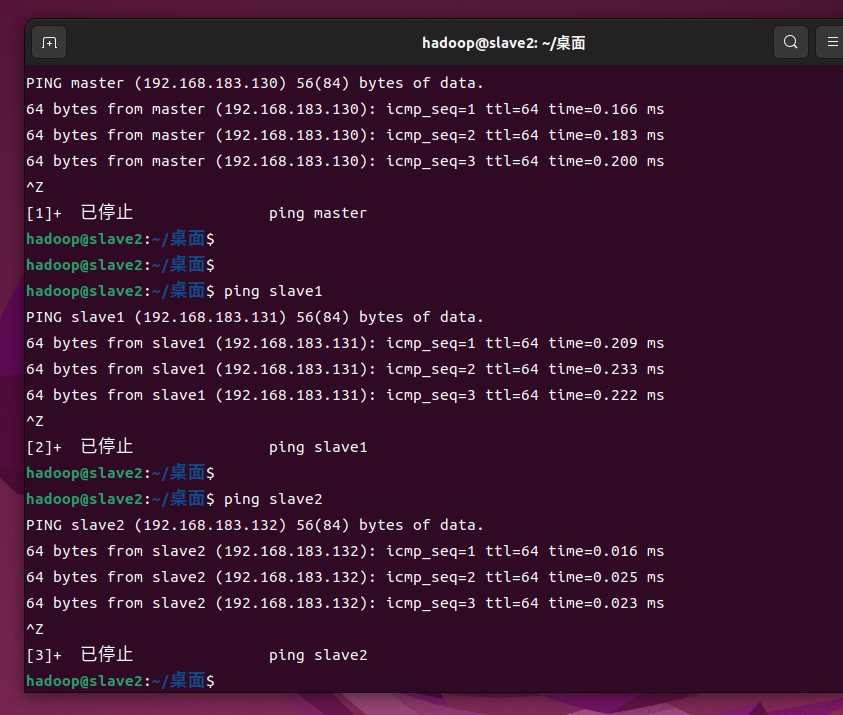 hadoop@slave2: ~/桌面
PING master (192.168.183.130) 56(84) bytes of data.
64 bytes from master (192.168.183.130): icmp_seq=1 ttl=64 time=0.166 ms
64 bytes from master (192.168.183.130): icmp_seq=2 ttl=64 time=0.183 ms
64 bytes from master (192.168.183.130): icmp_seq=3 ttl=64 time=0.200 ms
^Z
[1]+  已停止               ping master
hadoop@slave2:~/桌面$
hadoop@slave2:~/桌面$
hadoop@slave2:~/桌面$ ping slave1
PING slave1 (192.168.183.131) 56(84) bytes of data.
64 bytes from slave1 (192.168.183.131): icmp_seq=1 ttl=64 time=0.209 ms
64 bytes from slave1 (192.168.183.131): icmp_seq=2 ttl=64 time=0.233 ms
64 bytes from slave1 (192.168.183.131): icmp_seq=3 ttl=64 time=0.222 ms
^Z
[2]+  已停止               ping slave1
hadoop@slave2:~/桌面$
hadoop@slave2:~/桌面$ ping slave2
PING slave2 (192.168.183.132) 56(84) bytes of data.
64 bytes from slave2 (192.168.183.132): icmp_seq=1 ttl=64 time=0.016 ms
64 bytes from slave2 (192.168.183.132): icmp_seq=2 ttl=64 time=0.025 ms
64 bytes from slave2 (192.168.183.132): icmp_seq=3 ttl=64 time=0.023 ms
^Z
[3]+  已停止               ping slave2
hadoop@slave2:~/桌面$